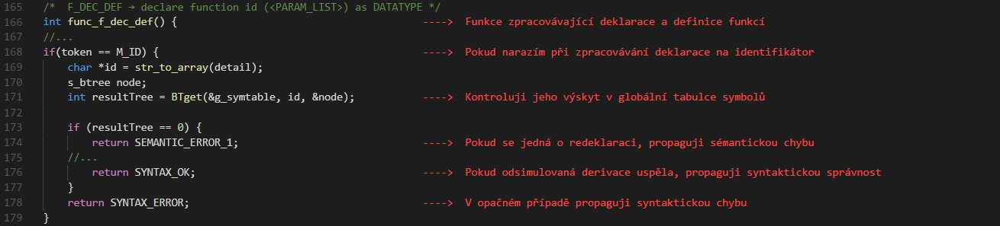 165 /*  F_DEC_DEF → declare function id (<PARAM_LIST>) as DATATYPE */
166 int func_f_dec_def() { ----> Funkce zpracovávající deklarace a definice funkcí
167 //...
168 if(token == M_ID) { ----> Pokud narazím při zpracovávání deklarace na identifikátor
169     char *id = str_to_array(detail);
170     s_btree node;
171     int resultTree = BTget(&g_symtable, id, &node); ----> Kontroluji jeho výskyt v globální tabulce symbolů
172
173     if (resultTree == 0) {
174         return SEMANTIC_ERROR_1; ----> Pokud se jedná o redeklaraci, propaguji sémantickou chybu
175     //...
176         return SYNTAX_OK; ----> Pokud odsimulovaná derivace uspěla, propaguji syntaktickou správnost
177     }
178     return SYNTAX_ERROR; ----> V opačném případě propaguji syntaktickou chybu
179 }